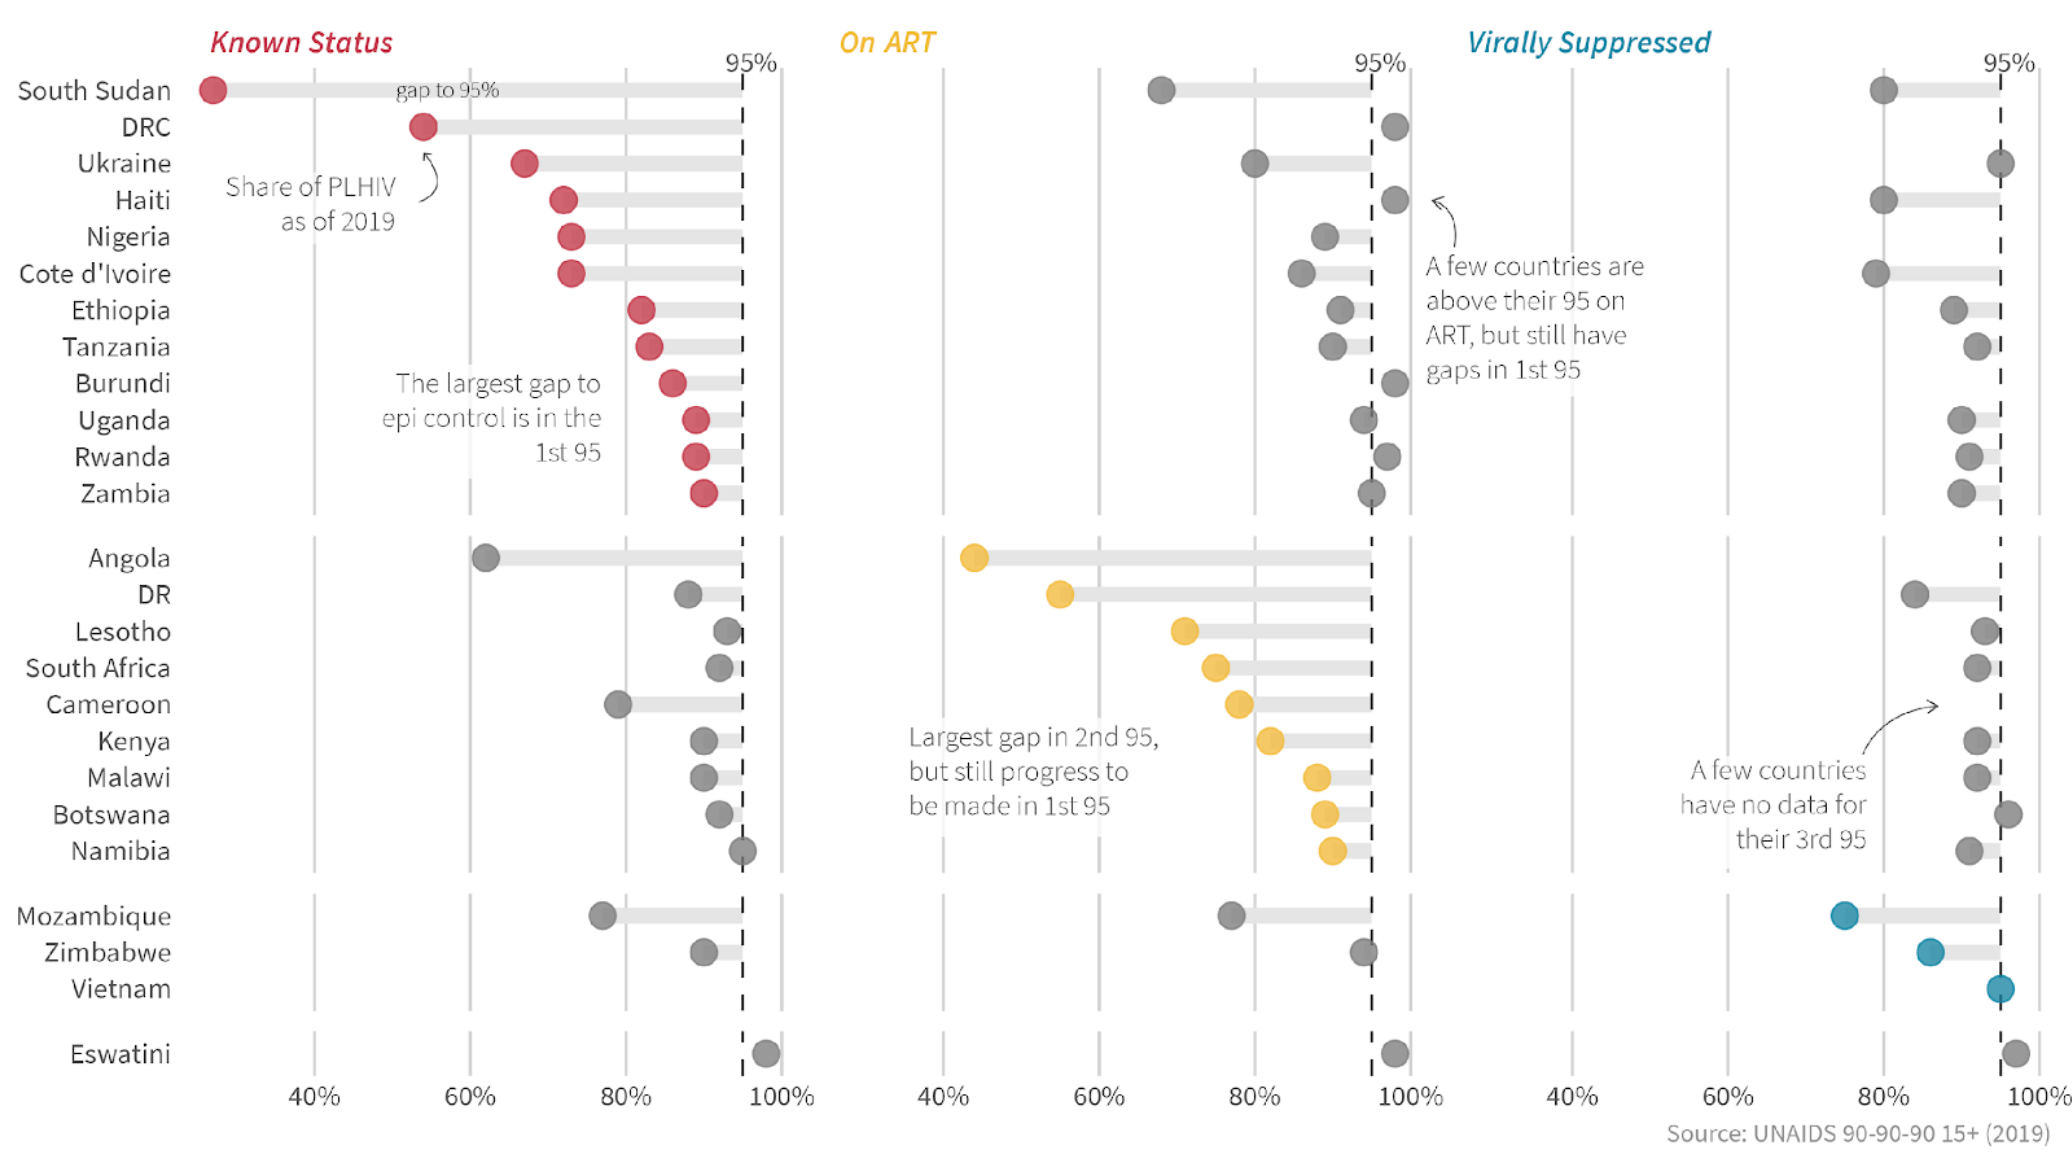 Known Status
On ART
Virally Suppressed
95%
95%
95%
South Sudan
gap to 95%
DRC
Ukraine
Share of PLHIV
as of 2019
Haiti
Nigeria
Cote d'Ivoire
A few countries are
above their 95 on
ART, but still have
gaps in 1st 95
Ethiopia
Tanzania
Burundi
The largest gap to
epi control is in the
1st 95
Uganda
Rwanda
Zambia
Angola
DR
Lesotho
South Africa
Cameroon
Kenya
Largest gap in 2nd 95,
but still progress to
be made in 1st 95
A few countries
have no data for
their 3rd 95
Malawi
Botswana
Namibia
Mozambique
Zimbabwe
Vietnam
Eswatini
40% 60% 80% 100% 40% 60% 80% 100% 40% 60% 80% 100%
Source: UNAIDS 90-90-90 15+ (2019)